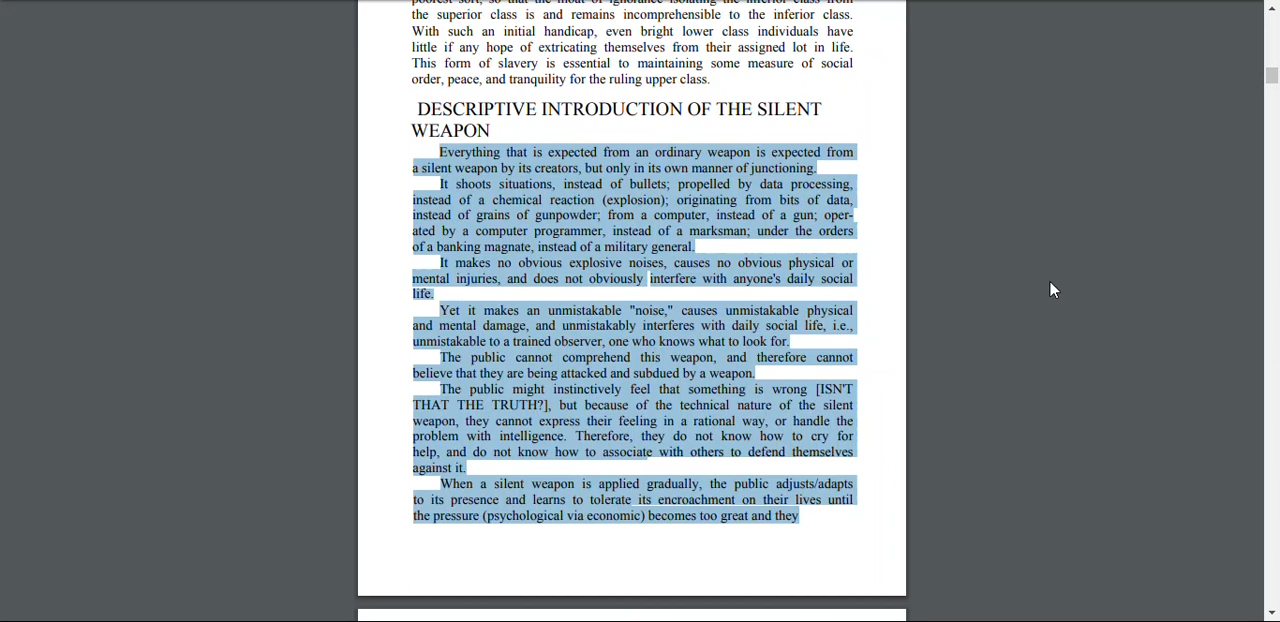 poorest sort, so that the moat of ignorance isolating the inferior class from
the superior class is and remains incomprehensible to the inferior class.
With such an initial handicap, even bright lower class individuals have
little if any hope of extricating themselves from their assigned lot in life.
This form of slavery is essential to maintaining some measure of social
order, peace, and tranquility for the ruling upper class.
DESCRIPTIVE INTRODUCTION OF THE SILENT
WEAPON
Everything that is expected from an ordinary weapon is expected from
a silent weapon by its creators, but only in its own manner of junctioning.
It shoots situations, instead of bullets; propelled by data processing,
instead of a chemical reaction (explosion); originating from bits of data,
instead of grains of gunpowder; from a computer, instead of a gun; oper-
ated by a computer programmer, instead of a marksman; under the orders
of a banking magnate, instead of a military general.
It makes no obvious explosive noises, causes no obvious physical or
mental injuries, and does not obviously interfere with anyone's daily social
life.
Yet it makes an unmistakable "noise," causes unmistakable physical
and mental damage, and unmistakably interferes with daily social life, i.e.,
unmistakable to a trained observer, one who knows what to look for.
The public cannot comprehend this weapon, and therefore cannot
believe that they are being attacked and subdued by a weapon.
The public might instinctively feel that something is wrong [ISN'T
THAT THE TRUTH?], but because of the technical nature of the silent
weapon, they cannot express their feeling in a rational way, or handle the
problem with intelligence. Therefore, they do not know how to cry for
help, and do not know how to associate with others to defend themselves
against it.
When a silent weapon is applied gradually, the public adjusts/adapts
to its presence and learns to tolerate its encroachment on their lives until
the pressure (psychological via economic) becomes too great and they